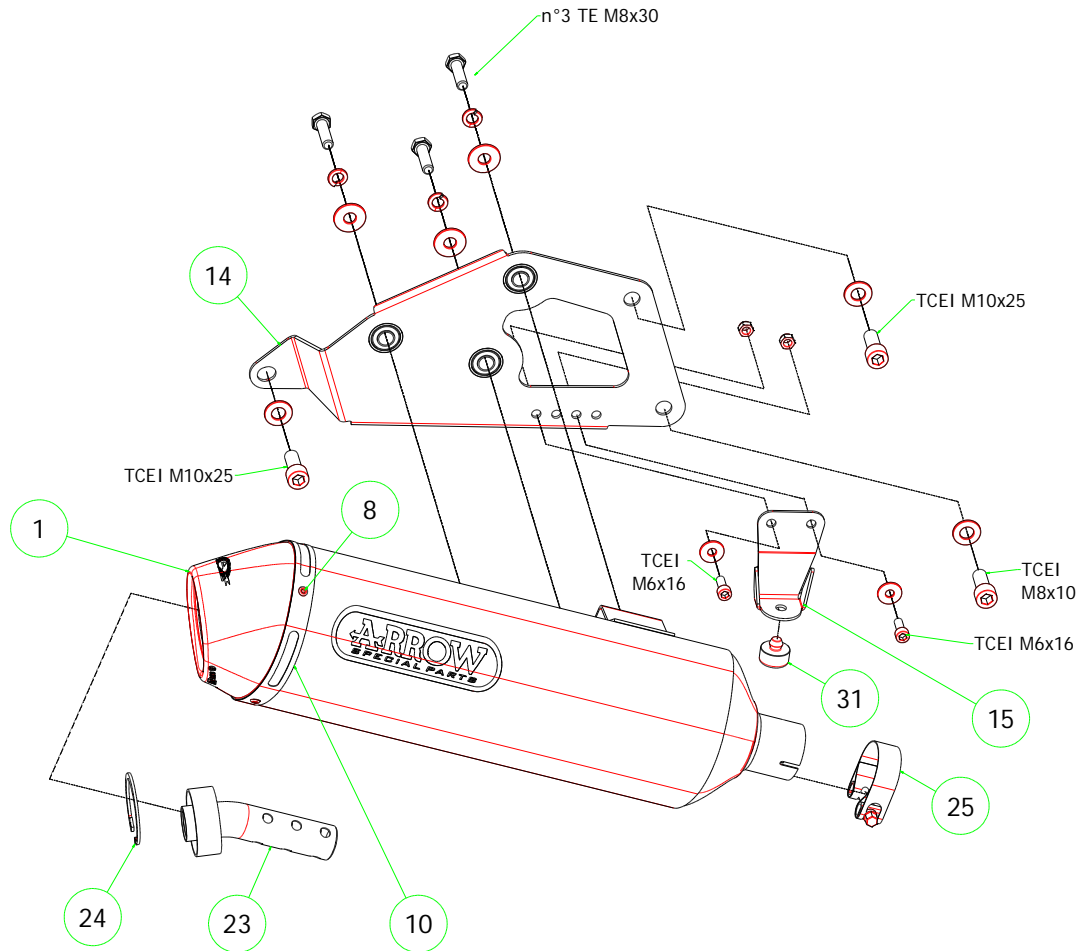 n°3 TE M8x30
14
TCEI M10x25
TCEI M10x25
1
8
TCEI
M6x16
TCEI
M8x10
TCEI M6x16
ARROW
SPECIAL PARTS
31
15
25
24
23
10